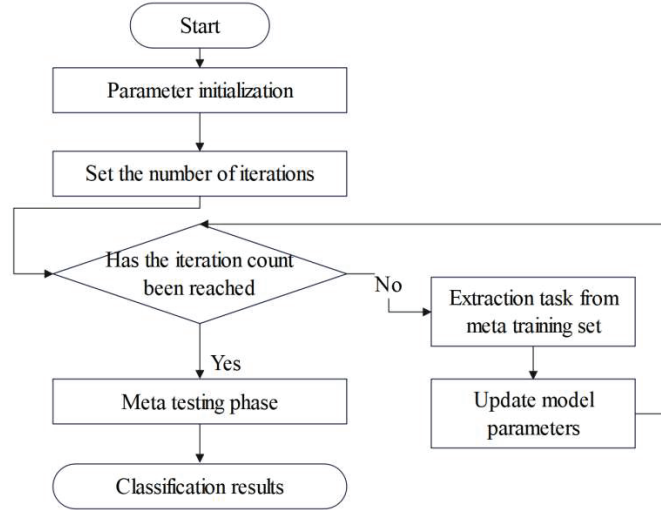 Start
Parameter initialization
Set the number of iterations
Has the iteration count
been reached
No
Extraction task from
meta training set
Yes
Update model
parameters
Meta testing phase
Classification results